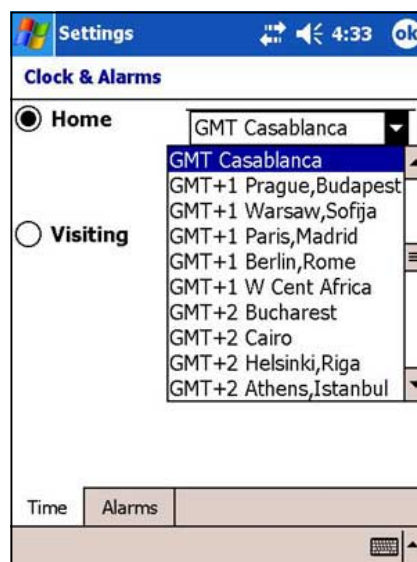 Settings 4:33 ok
Clock & Alarms
Home GMT Casablanca
GMT Casablanca
GMT+1 Prague,Budapest
GMT+1 Warsaw,Sofija
Visiting
GMT+1 Paris,Madrid
GMT+1 Berlin,Rome
GMT+1 W Cent Africa
GMT+2 Bucharest
GMT+2 Cairo
GMT+2 Helsinki,Riga
GMT+2 Athens,Istanbul
Time Alarms